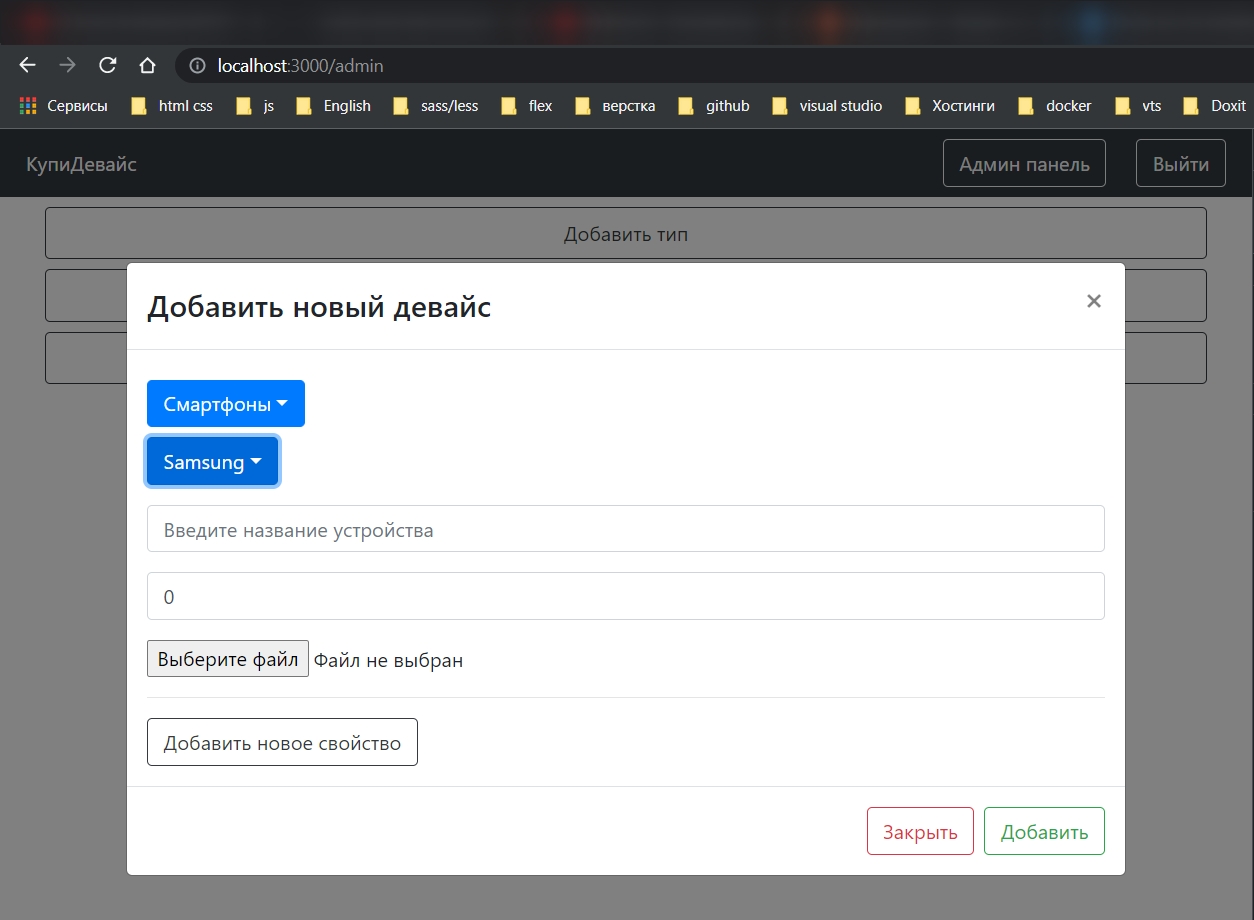 localhost:3000/admin
Сервисы html css js English sass/less flex верстка github visual studio Хостинги docker vts Doxit
КупиДевайс Админ панель Выйти
Добавить тип
Добавить новый девайс ×
Смартфоны
Samsung
Введите название устройства
0
Выберите файл Файл не выбран
Добавить новое свойство
Закрыть Добавить